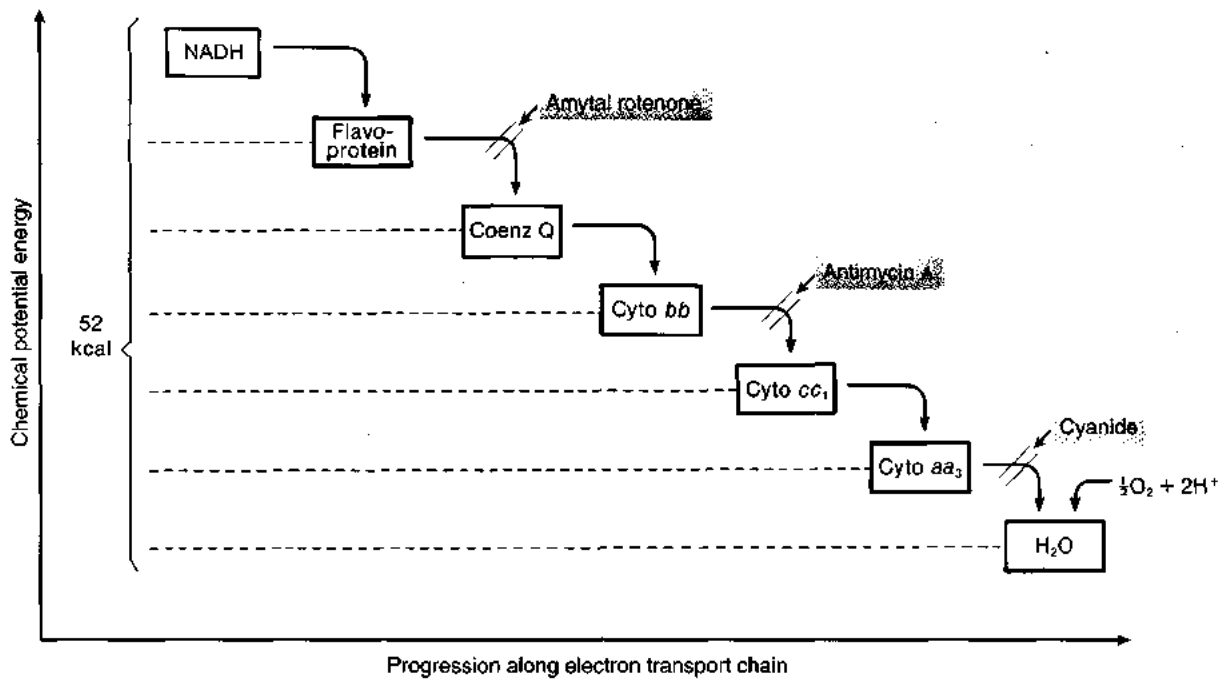 NADH
Amytal rotenone
Flavo-
protein
Coenz Q
Antimycin A
Cyto bb
52
kcal
Chemical potential energy
Cyto cc₁
Cyanide
Cyto aa₃
½O₂ + 2H⁺
H₂O
Progression along electron transport chain